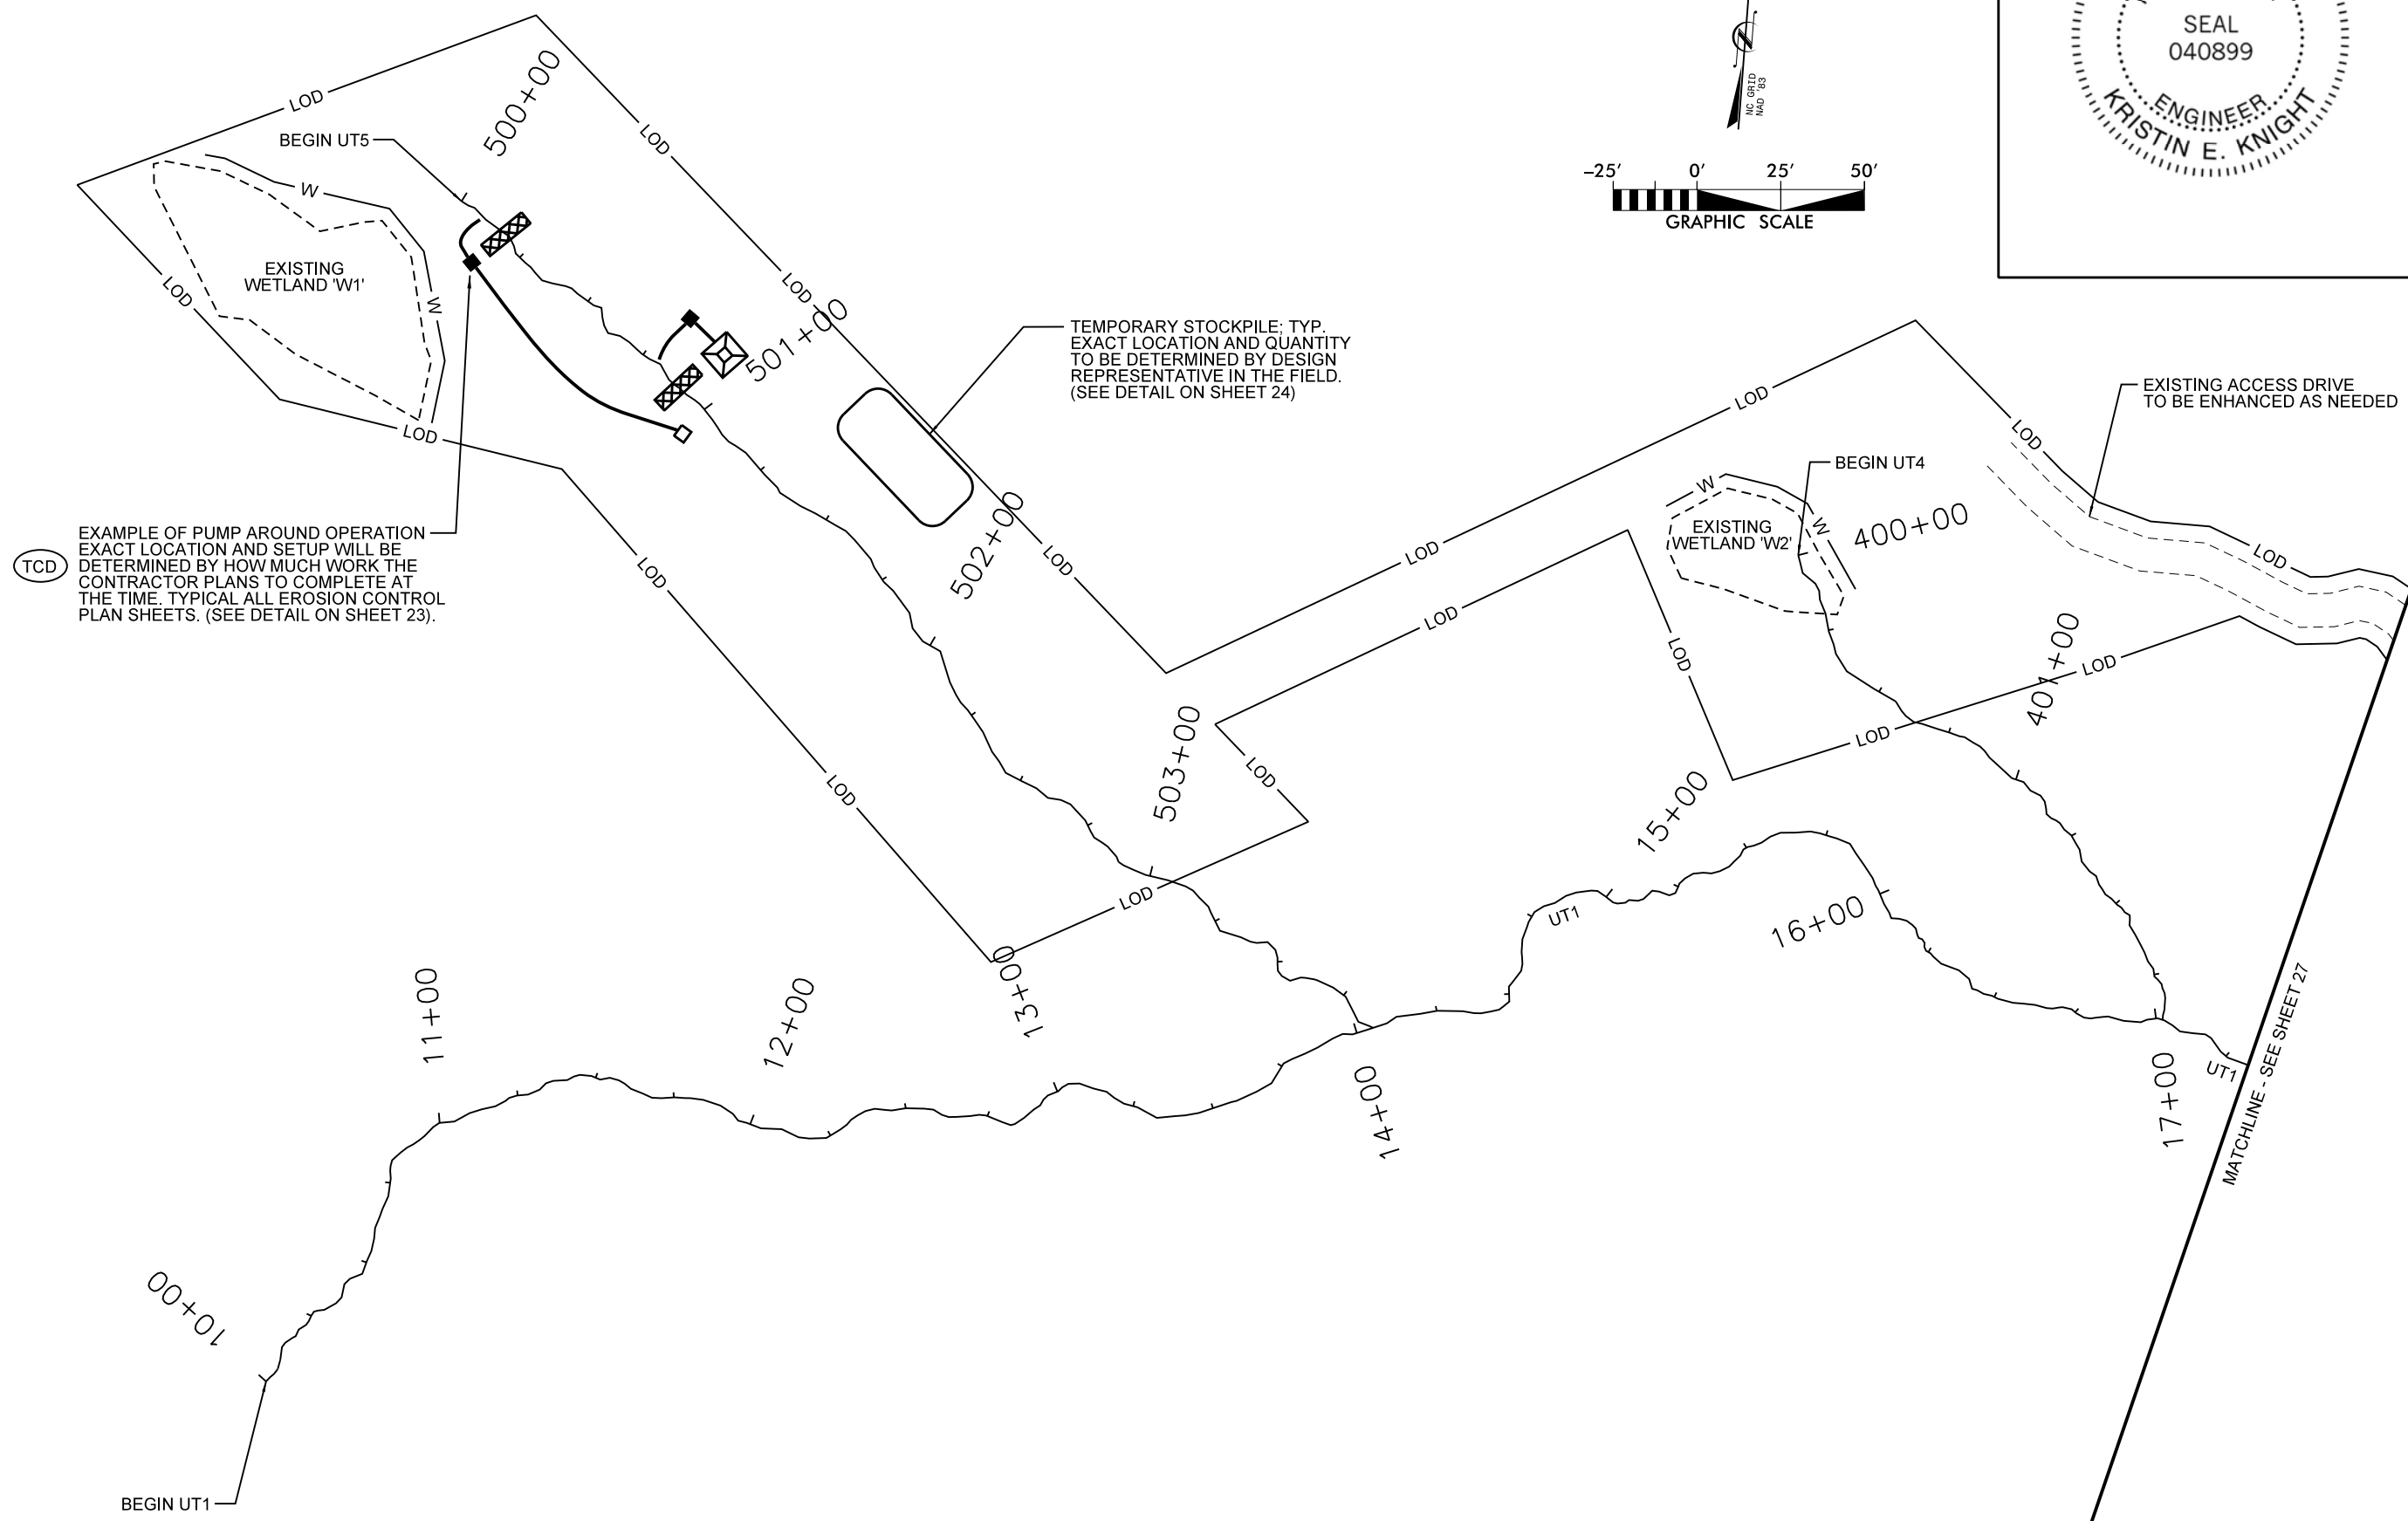 SEAL
040899
ENGINEER
KRISTIN E. KNIGHT
NC GRID
NAD '83
–25' 0' 25' 50'
GRAPHIC SCALE
LOD
500+00
BEGIN UT5
LOD
W
EXISTING
WETLAND 'W1'
LOD
W
LOD
501+00
LOD
TEMPORARY STOCKPILE; TYP.
EXACT LOCATION AND QUANTITY
TO BE DETERMINED BY DESIGN
REPRESENTATIVE IN THE FIELD.
(SEE DETAIL ON SHEET 24)
LOD
EXISTING ACCESS DRIVE
TO BE ENHANCED AS NEEDED
LOD
BEGIN UT4
W
EXISTING
WETLAND 'W2'
W
400+00
LOD
TCD
EXAMPLE OF PUMP AROUND OPERATION
EXACT LOCATION AND SETUP WILL BE
DETERMINED BY HOW MUCH WORK THE
CONTRACTOR PLANS TO COMPLETE AT
THE TIME. TYPICAL ALL EROSION CONTROL
PLAN SHEETS. (SEE DETAIL ON SHEET 23).
LOD
502+00
LOD
LOD
LOD
LOD
401+00
LOD
LOD
LOD
503+00
LOD
LOD
15+00
LOD
UT1
16+00
11+00
12+00
13+00
14+00
17+00
UT1
MATCHLINE - SEE SHEET 27
10+00
BEGIN UT1